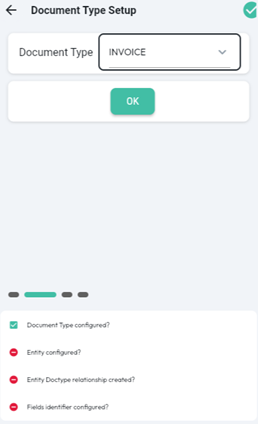 Document Type Setup
Document Type INVOICE
OK
Document Type configured?
Entity configured?
Entity Doctype relationship created?
Fields identifier configured?